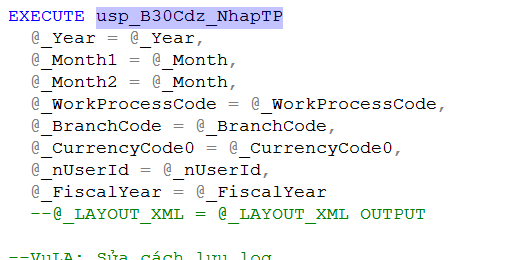 EXECUTE usp_B30Cdz_NhapTP
@_Year = @_Year,
@_Month1 = @_Month,
@_Month2 = @_Month,
@_WorkProcessCode = @_WorkProcessCode,
@_BranchCode = @_BranchCode,
@_CurrencyCode0 = @_CurrencyCode0,
@_nUserId = @_nUserId,
@_FiscalYear = @_FiscalYear
--@_LAYOUT_XML = @_LAYOUT_XML OUTPUT
--VuLA: Sửa cách lưu log